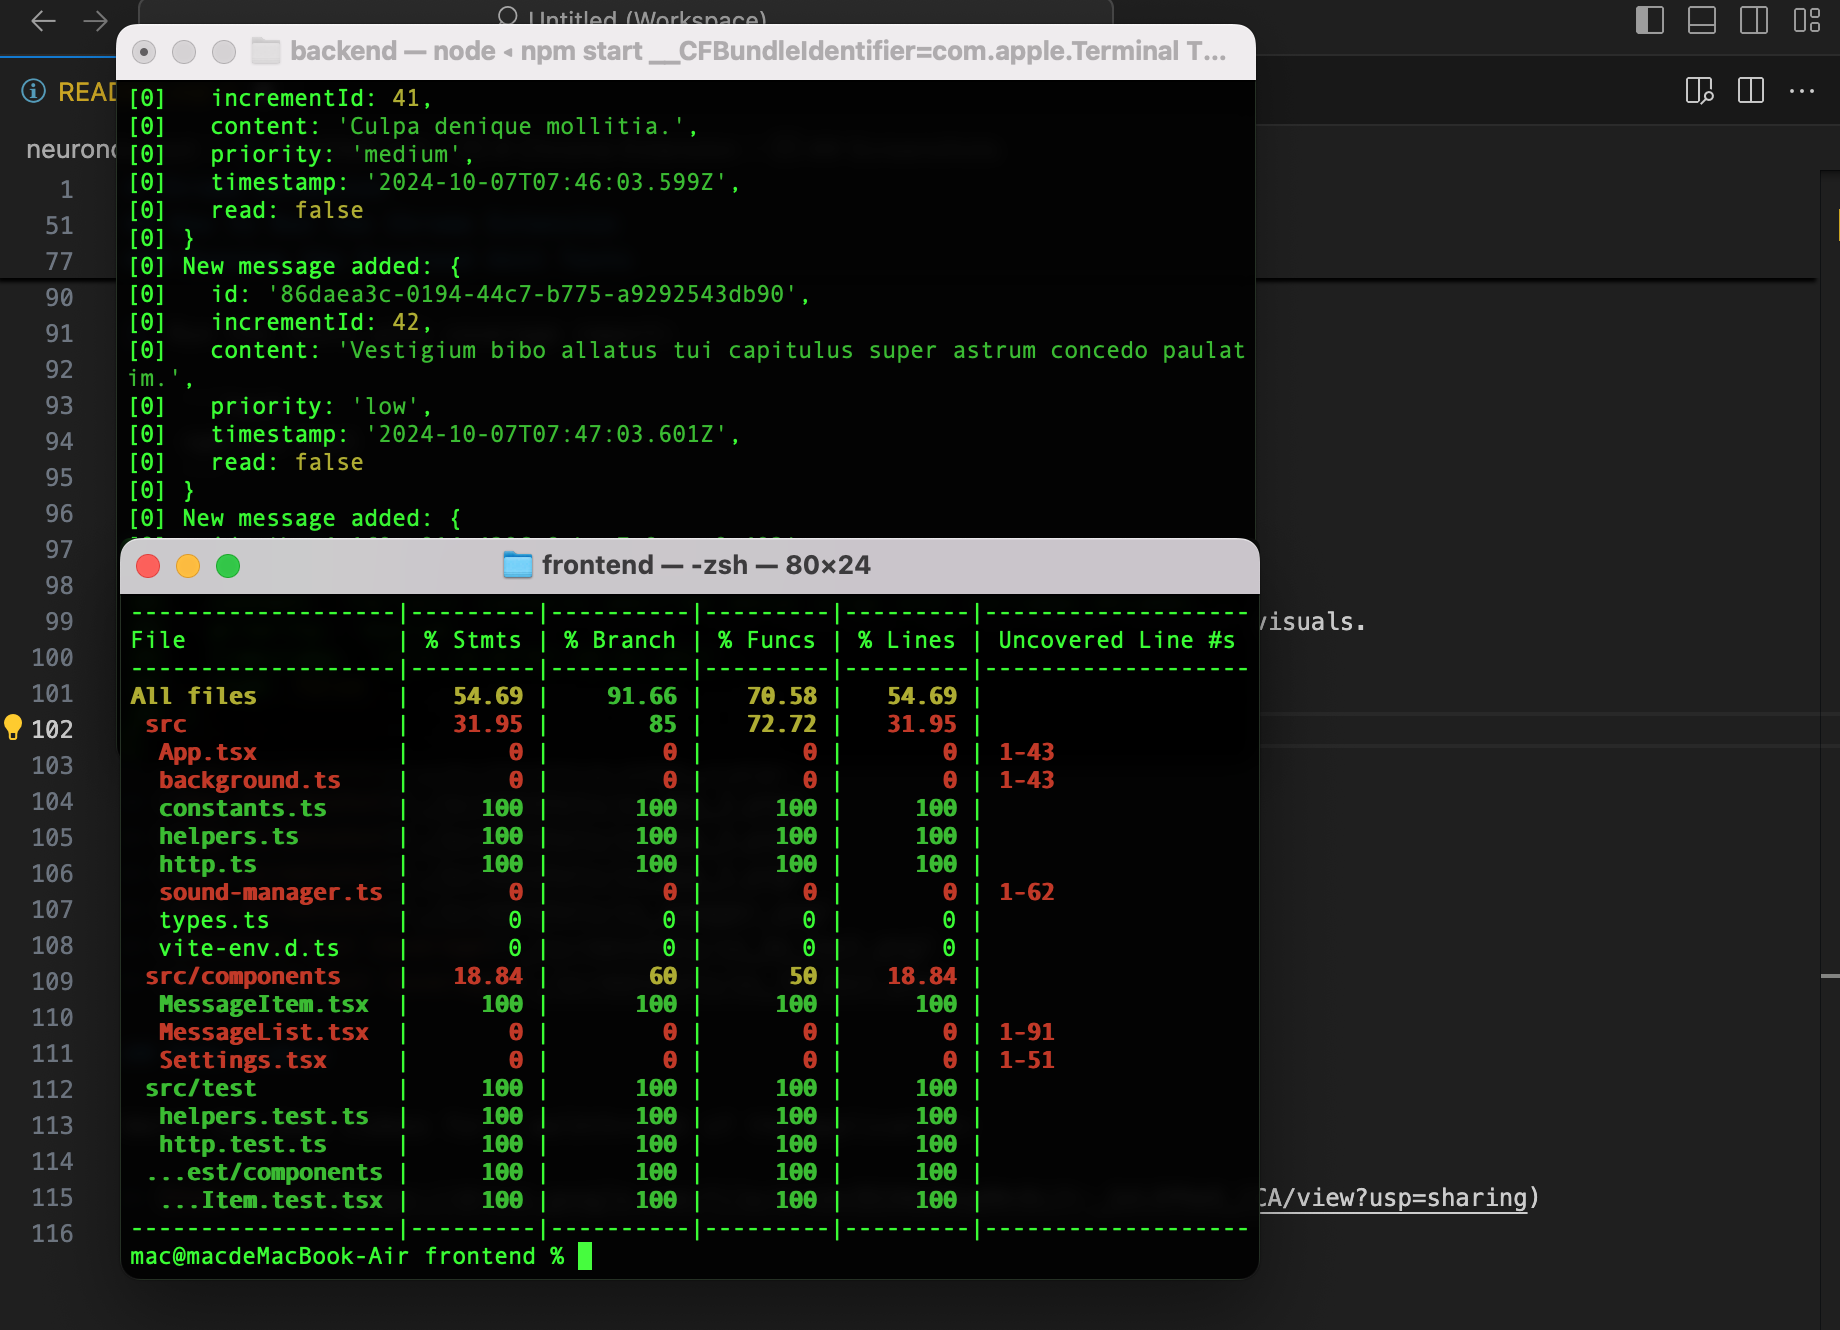 Untitled (Workspace)
backend — node ◂ npm start __CFBundleIdentifier=com.apple.Terminal T...
READ
neurono
[0]   incrementId: 41,
[0]   content: 'Culpa denique mollitia.',
[0]   priority: 'medium',
[0]   timestamp: '2024-10-07T07:46:03.599Z',
[0]   read: false
[0] }
[0] New message added: {
[0]   id: '86daea3c-0194-44c7-b775-a9292543db90',
[0]   incrementId: 42,
[0]   content: 'Vestigium bibo allatus tui capitulus super astrum concedo paulat
im.',
[0]   priority: 'low',
[0]   timestamp: '2024-10-07T07:47:03.601Z',
[0]   read: false
[0] }
[0] New message added: {
frontend — -zsh — 80×24
-------------------|---------|----------|---------|---------|-------------------
File               | % Stmts | % Branch | % Funcs | % Lines | Uncovered Line #s
-------------------|---------|----------|---------|---------|-------------------
All files          |   54.69 |    91.66 |   70.58 |   54.69 |
 src               |   31.95 |       85 |   72.72 |   31.95 |
  App.tsx          |       0 |        0 |       0 |       0 | 1-43
  background.ts    |       0 |        0 |       0 |       0 | 1-43
  constants.ts     |     100 |      100 |     100 |     100 |
  helpers.ts       |     100 |      100 |     100 |     100 |
  http.ts          |     100 |      100 |     100 |     100 |
  sound-manager.ts |       0 |        0 |       0 |       0 | 1-62
  types.ts         |       0 |        0 |       0 |       0 |
  vite-env.d.ts    |       0 |        0 |       0 |       0 |
 src/components    |   18.84 |       60 |      50 |   18.84 |
  MessageItem.tsx  |     100 |      100 |     100 |     100 |
  MessageList.tsx  |       0 |        0 |       0 |       0 | 1-91
  Settings.tsx     |       0 |        0 |       0 |       0 | 1-51
 src/test          |     100 |      100 |     100 |     100 |
  helpers.test.ts  |     100 |      100 |     100 |     100 |
  http.test.ts     |     100 |      100 |     100 |     100 |
 ...est/components |     100 |      100 |     100 |     100 |
  ...Item.test.tsx |     100 |      100 |     100 |     100 |
-------------------|---------|----------|---------|---------|-------------------
mac@macdeMacBook-Air frontend %
1
51
77
90
91
92
93
94
95
96
97
98
99
visuals.
100
101
102
103
104
105
106
107
108
109
110
111
112
113
114
115
CA/view?usp=sharing)
116